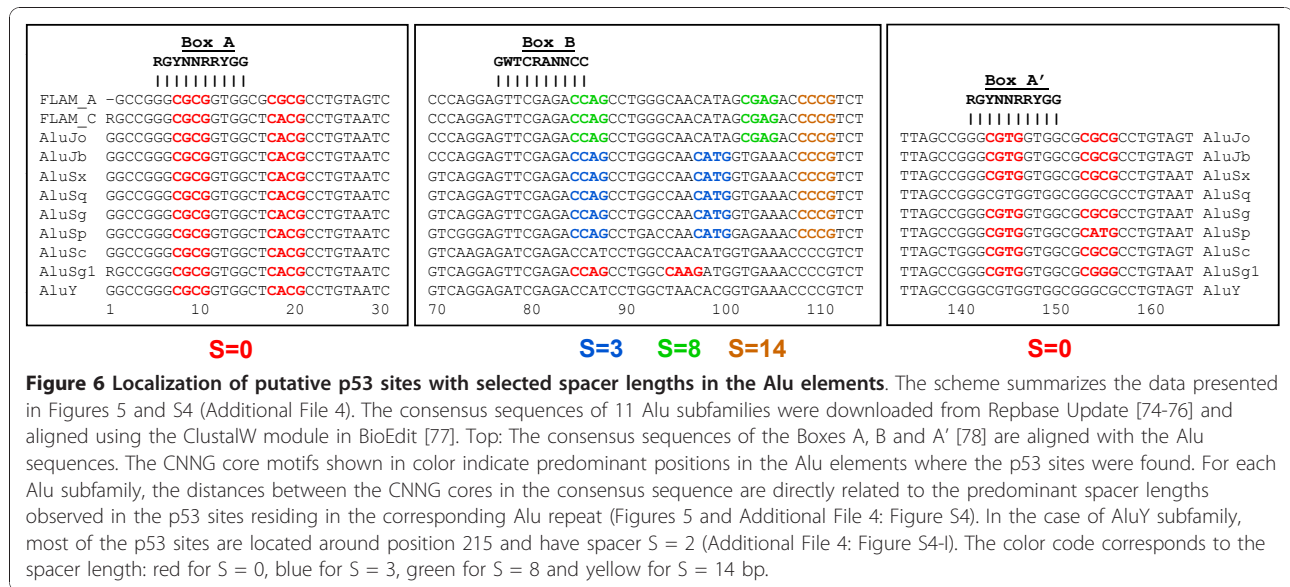 Box A
RGYNNRRYGG
||||||||||
FLAM_A -GCCGGGCGCGGTGGCGCGCGCCTGTAGTC
FLAM_C RGCCGGGCGCGGTGGCTCACGCCTGTAATC
AluJo GGCCGGGCGCGGTGGCTCACGCCTGTAATC
AluJb GGCCGGGCGCGGTGGCTCACGCCTGTAATC
AluSx GGCCGGGCGCGGTGGCTCACGCCTGTAATC
AluSq GGCCGGGCGCGGTGGCTCACGCCTGTAATC
AluSg GGCCGGGCGCGGTGGCTCACGCCTGTAATC
AluSp GGCCGGGCGCGGTGGCTCACGCCTGTAATC
AluSc GGCCGGGCGCGGTGGCTCACGCCTGTAATC
AluSg1 RGCCGGGCGCGGTGGCTCACGCCTGTAATC
AluY GGCCGGGCGCGGTGGCTCACGCCTGTAATC
1 10 20 30
S=0
Box B
GWTCRANNCC
||||||||||
CCCAGGAGTTCGAGACCAGCCTGGGCAACATAGCGAGACCCCGTCT
CCCAGGAGTTCGAGACCAGCCTGGGCAACATAGCGAGACCCCGTCT
CCCAGGAGTTCGAGACCAGCCTGGGCAACATAGCGAGACCCCGTCT
CCCAGGAGTTCGAGACCAGCCTGGGCAACATGGTGAAACCCCGTCT
GTCAGGAGTTCGAGACCAGCCTGGCCAACATGGTGAAACCCCGTCT
GTCAGGAGTTCGAGACCAGCCTGGCCAACATGGTGAAACCCCGTCT
GTCAGGAGTTCGAGACCAGCCTGGCCAACATGGTGAAACCCCGTCT
GTCGGGAGTTCGAGACCAGCCTGACCAACATGGAGAAACCCCGTCT
GTCAAGAGATCGAGACCATCCTGGCCAACATGGTGAAACCCCGTCT
GTCAGGAGTTCGAGACCAGCCTGGCCAAGATGGTGAAACCCCGTCT
GTCAGGAGATCGAGACCATCCTGGCTAACACGGTGAAACCCCGTCT
70 80 90 100 110
S=3 S=8 S=14
Box A'
RGYNNRRYGG
||||||||||
TTAGCCGGGCGTGGTGGCGCGCGCCTGTAGT AluJo
TTAGCCGGGCGTGGTGGCGCGCGCCTGTAAT AluJb
TTAGCCGGGCGTGGTGGCGCGCGCCTGTAAT AluSx
TTAGCCGGGCGTGGTGGCGGGCGCCTGTAAT AluSq
TTAGCCGGGCGTGGTGGCGCGCGCCTGTAAT AluSg
TTAGCCGGGCGTGGTGGCGCATGCCTGTAAT AluSp
TTAGCTGGGCGTGGTGGCGCGCGCCTGTAAT AluSc
TTAGCCGGGCGTGGTGGCGCGGGCCTGTAAT AluSg1
TTAGCCGGGCGTGGTGGCGGGCGCCTGTAGT AluY
140 150 160
S=0
Figure 6 Localization of putative p53 sites with selected spacer lengths in the Alu elements. The scheme summarizes the data presented
in Figures 5 and S4 (Additional File 4). The consensus sequences of 11 Alu subfamilies were downloaded from Repbase Update [74-76] and
aligned using the ClustalW module in BioEdit [77]. Top: The consensus sequences of the Boxes A, B and A' [78] are aligned with the Alu
sequences. The CNNG core motifs shown in color indicate predominant positions in the Alu elements where the p53 sites were found. For each
Alu subfamily, the distances between the CNNG cores in the consensus sequence are directly related to the predominant spacer lengths
observed in the p53 sites residing in the corresponding Alu repeat (Figures 5 and Additional File 4: Figure S4). In the case of AluY subfamily,
most of the p53 sites are located around position 215 and have spacer S = 2 (Additional File 4: Figure S4-I). The color code corresponds to the
spacer length: red for S = 0, blue for S = 3, green for S = 8 and yellow for S = 14 bp.